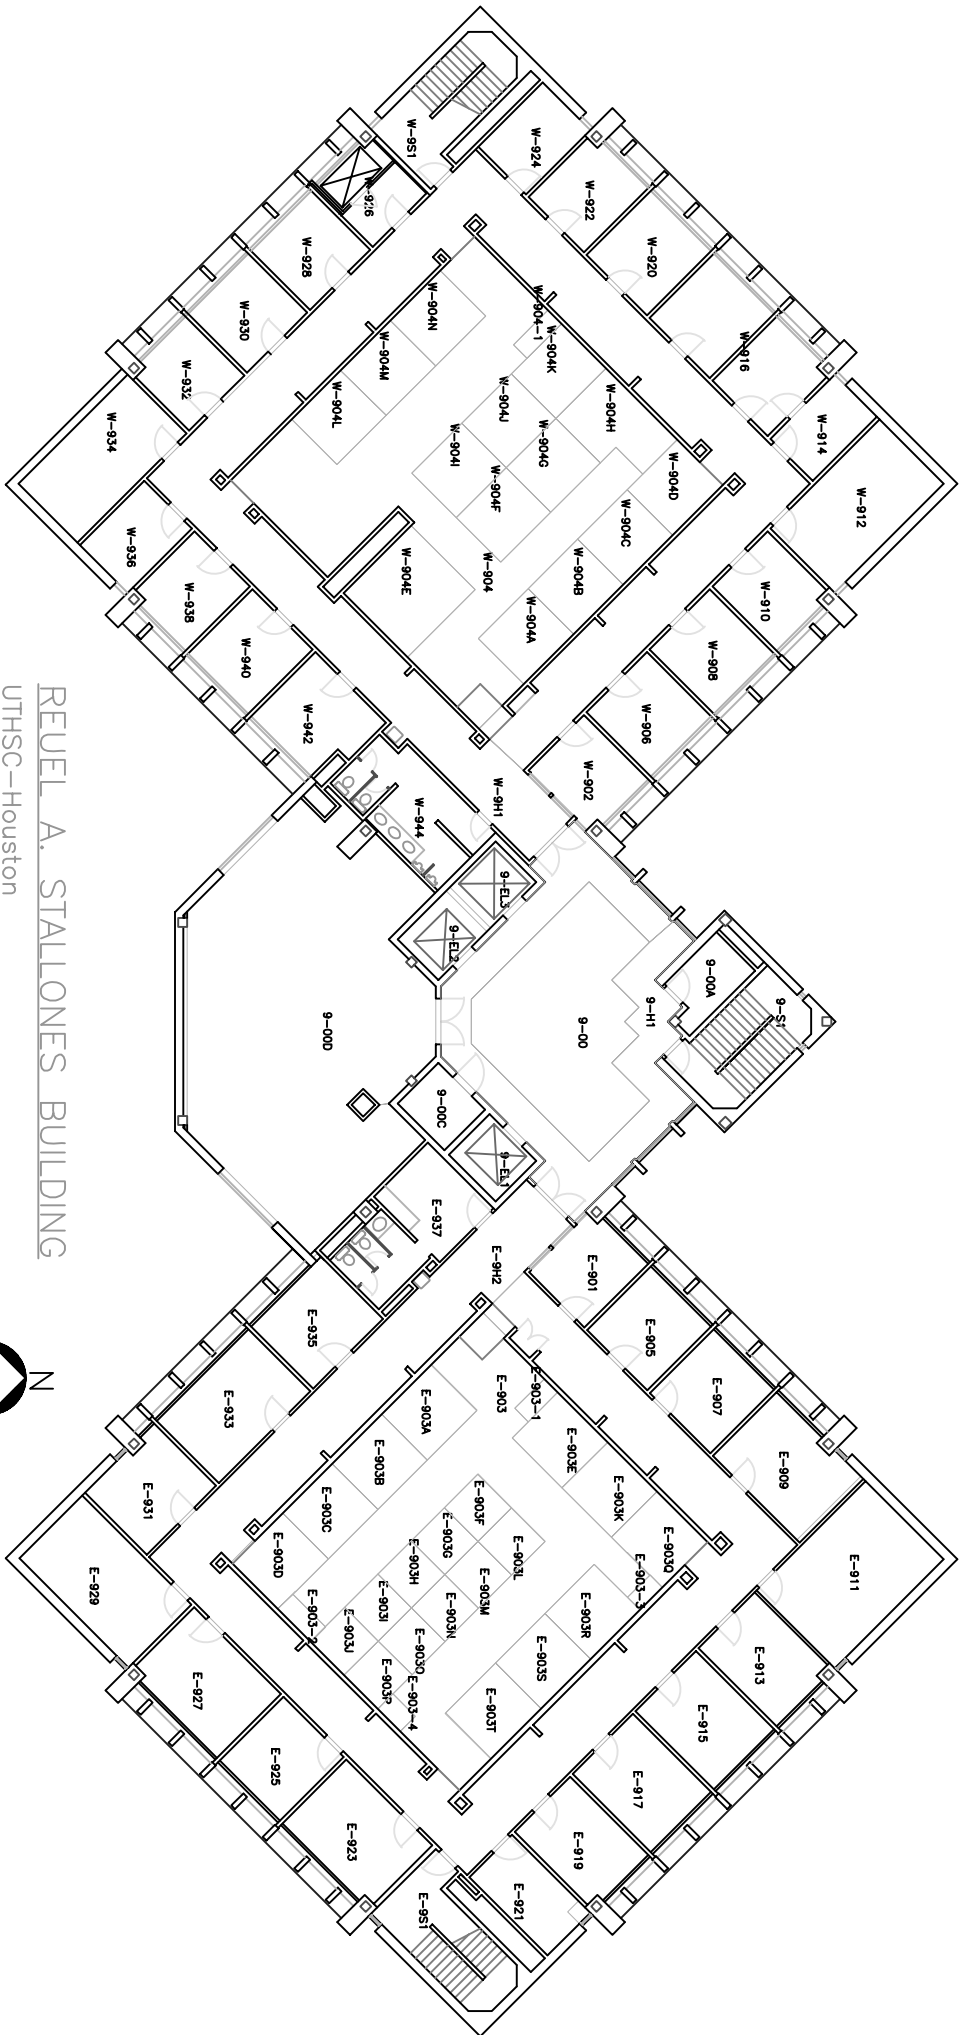 W-9S1
W-924
W-922
W-920
W-916
W-914
W-912
W-926
W-928
W-930
W-932
W-934
W-936
W-938
W-940
W-942
W-944
W-910
W-908
W-906
W-902
W-9H1
W-904N
W-904M
W-904L
W-904-1
W-904K
W-904J
W-904I
W-904H
W-904G
W-904F
W-904D
W-904C
W-904B
W-904A
W-904E
W-904
9-EL3
9-EL2
9-EL1
9-00A
9-S1
9-H1
9-00
9-00D
9-00C
E-937
E-9H2
E-901
E-905
E-907
E-909
E-911
E-935
E-933
E-931
E-929
E-927
E-925
E-923
E-9S1
E-921
E-919
E-917
E-915
E-913
E-903
E-903-1
E-903A
E-903B
E-903C
E-903D
E-903E
E-903K
E-903Q
E-903-3
E-903F
E-903G
E-903H
E-903I
E-903J
E-903-2
E-903L
E-903M
E-903N
E-903O
E-903P
E-903-4
E-903R
E-903S
E-903T
REUEL A. STALLONES BUILDING
UTHSC-Houston
N